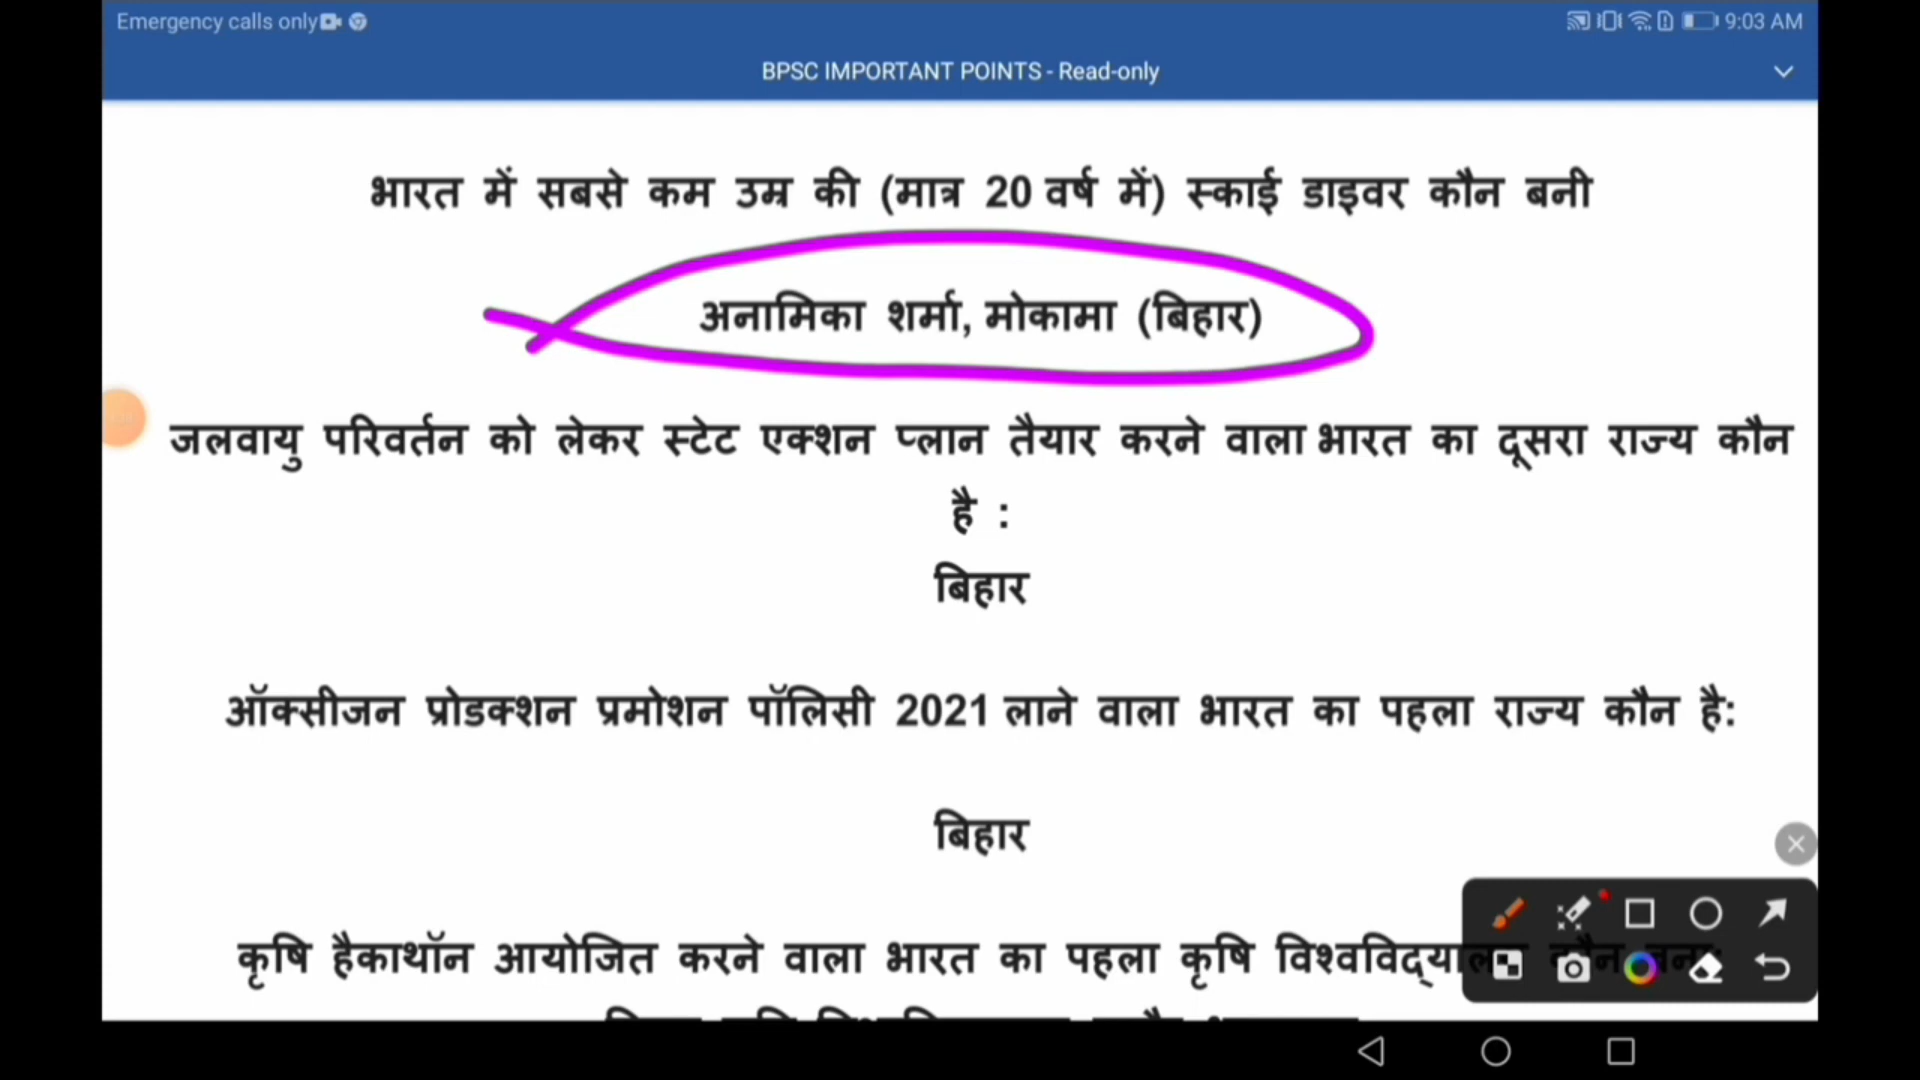 Emergency calls only
9:03 AM
BPSC IMPORTANT POINTS - Read-only
भारत में सबसे कम उम्र की (मात्र 20 वर्ष में) स्काई डाइवर कौन बनी
अनामिका शर्मा, मोकामा (बिहार)
जलवायु परिवर्तन को लेकर स्टेट एक्शन प्लान तैयार करने वाला भारत का दूसरा राज्य कौन
है :
बिहार
ऑक्सीजन प्रोडक्शन प्रमोशन पॉलिसी 2021 लाने वाला भारत का पहला राज्य कौन है:
बिहार
कृषि हैकाथॉन आयोजित करने वाला भारत का पहला कृषि